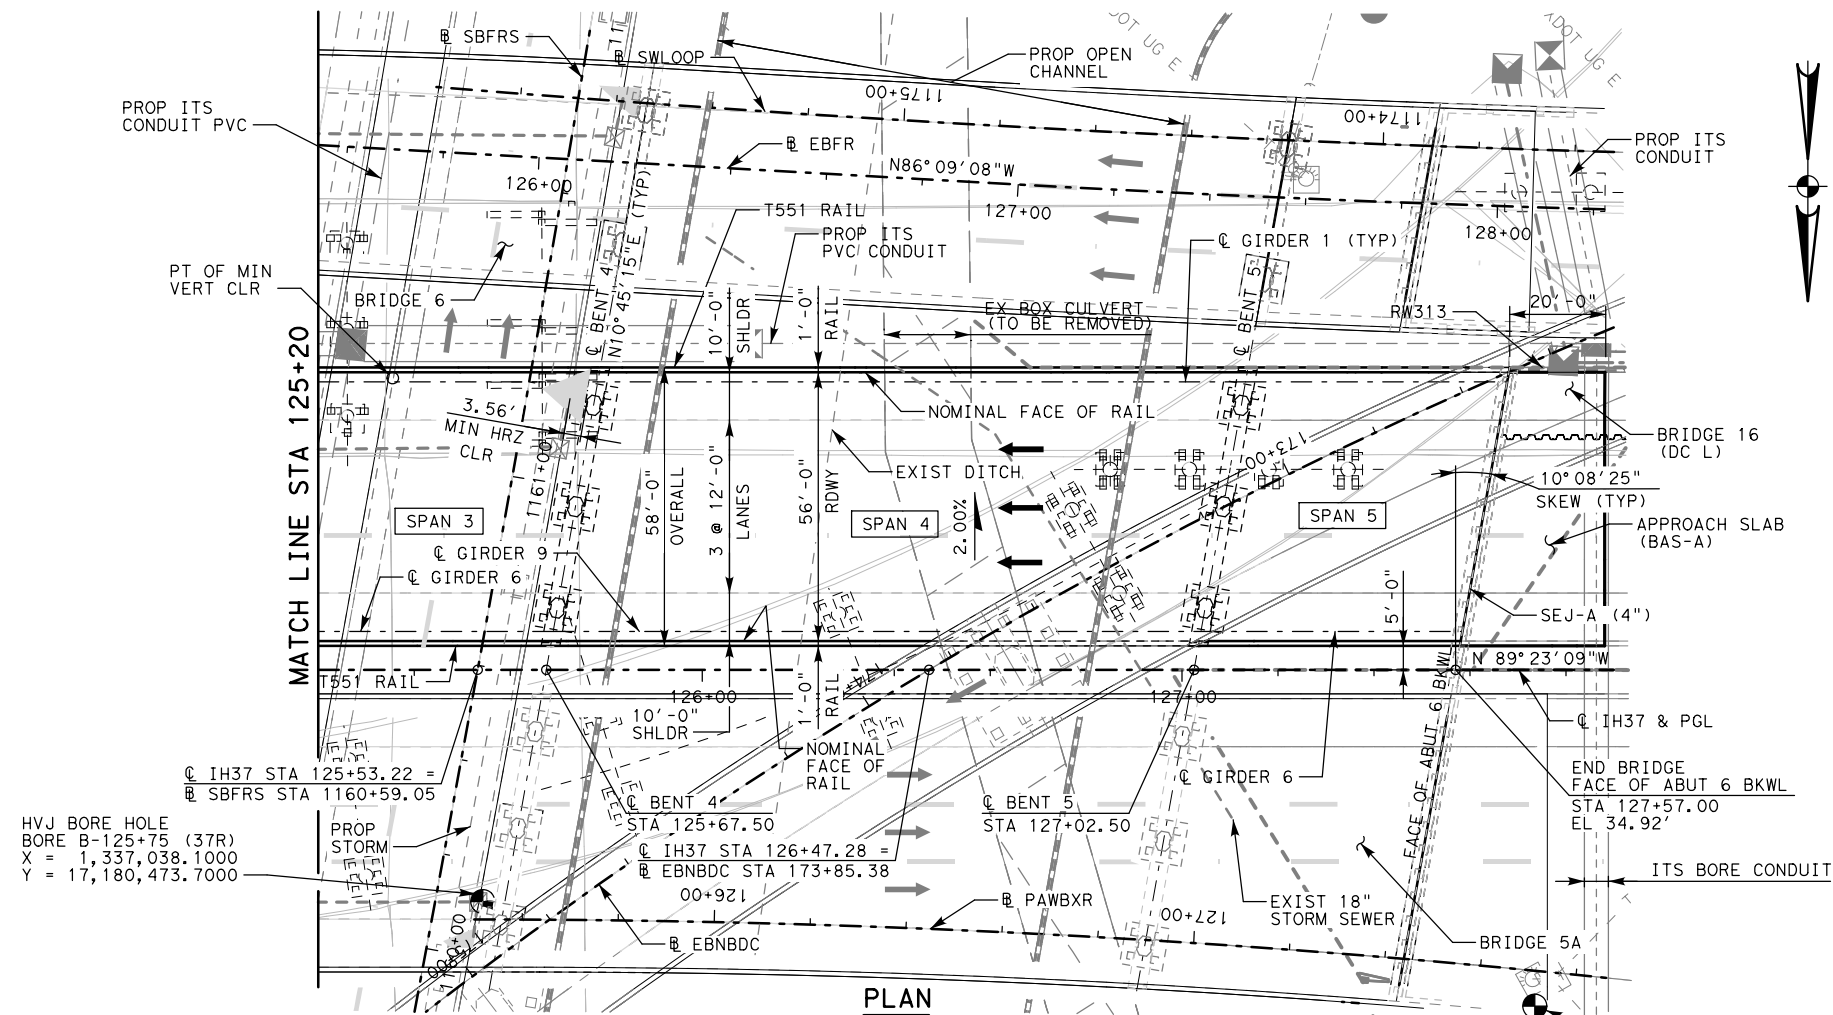 ℄ SBFRS
℄ SWLOOP
PROP OPEN
CHANNEL
UG E
XDOT UG E
PROP ITS
CONDUIT PVC
1175+00
1174+00
PROP ITS
CONDUIT
℄ EBFR
N86°09'08"W
126+00
127+00
128+00
T551 RAIL
PROP ITS
PVC CONDUIT
℄ GIRDER 1 (TYP)
PT OF MIN
VERT CLR
BRIDGE 6
℄ BENT 4
N10°45'15"E (TYP)
10'-0"
SHLDR
1'-0"
RAIL
EX BOX CULVERT
(TO BE REMOVED)
℄ BENT 5
RW313
20'-0"
MATCH LINE STA 125+20
3.56'
MIN HRZ
CLR
NOMINAL FACE OF RAIL
173+00
BRIDGE 16
(DC L)
EXIST DITCH
1161+00
58'-0"
OVERALL
3 @ 12'-0"
LANES
56'-0"
RDWY
10°08'25"
SKEW (TYP)
SPAN 3
SPAN 4
2.00%
SPAN 5
APPROACH SLAB
(BAS-A)
℄ GIRDER 9
℄ GIRDER 6
5'-0"
SEJ-A (4")
T551 RAIL
126+00
127+00
N 89°23'09"W
10'-0"
SHLDR
1'-0"
RAIL
NOMINAL
FACE OF
RAIL
℄ IH37 & PGL
℄ GIRDER 6
FACE OF ABUT 6 BKWL
℄ IH37 STA 125+53.22 =
℄ SBFRS STA 1160+59.05
℄ BENT 4
STA 125+67.50
℄ BENT 5
STA 127+02.50
END BRIDGE
FACE OF ABUT 6 BKWL
STA 127+57.00
EL 34.92'
HVJ BORE HOLE
BORE B-125+75 (37R)
X = 1,337,038.1000
Y = 17,180,473.7000
PROP
STORM
℄ IH37 STA 126+47.28 =
℄ EBNBDC STA 173+85.38
ITS BORE CONDUIT
126+00
℄ PAWBXR
127+00
EXIST 18"
STORM SEWER
℄ EBNBDC
BRIDGE 5A
PLAN